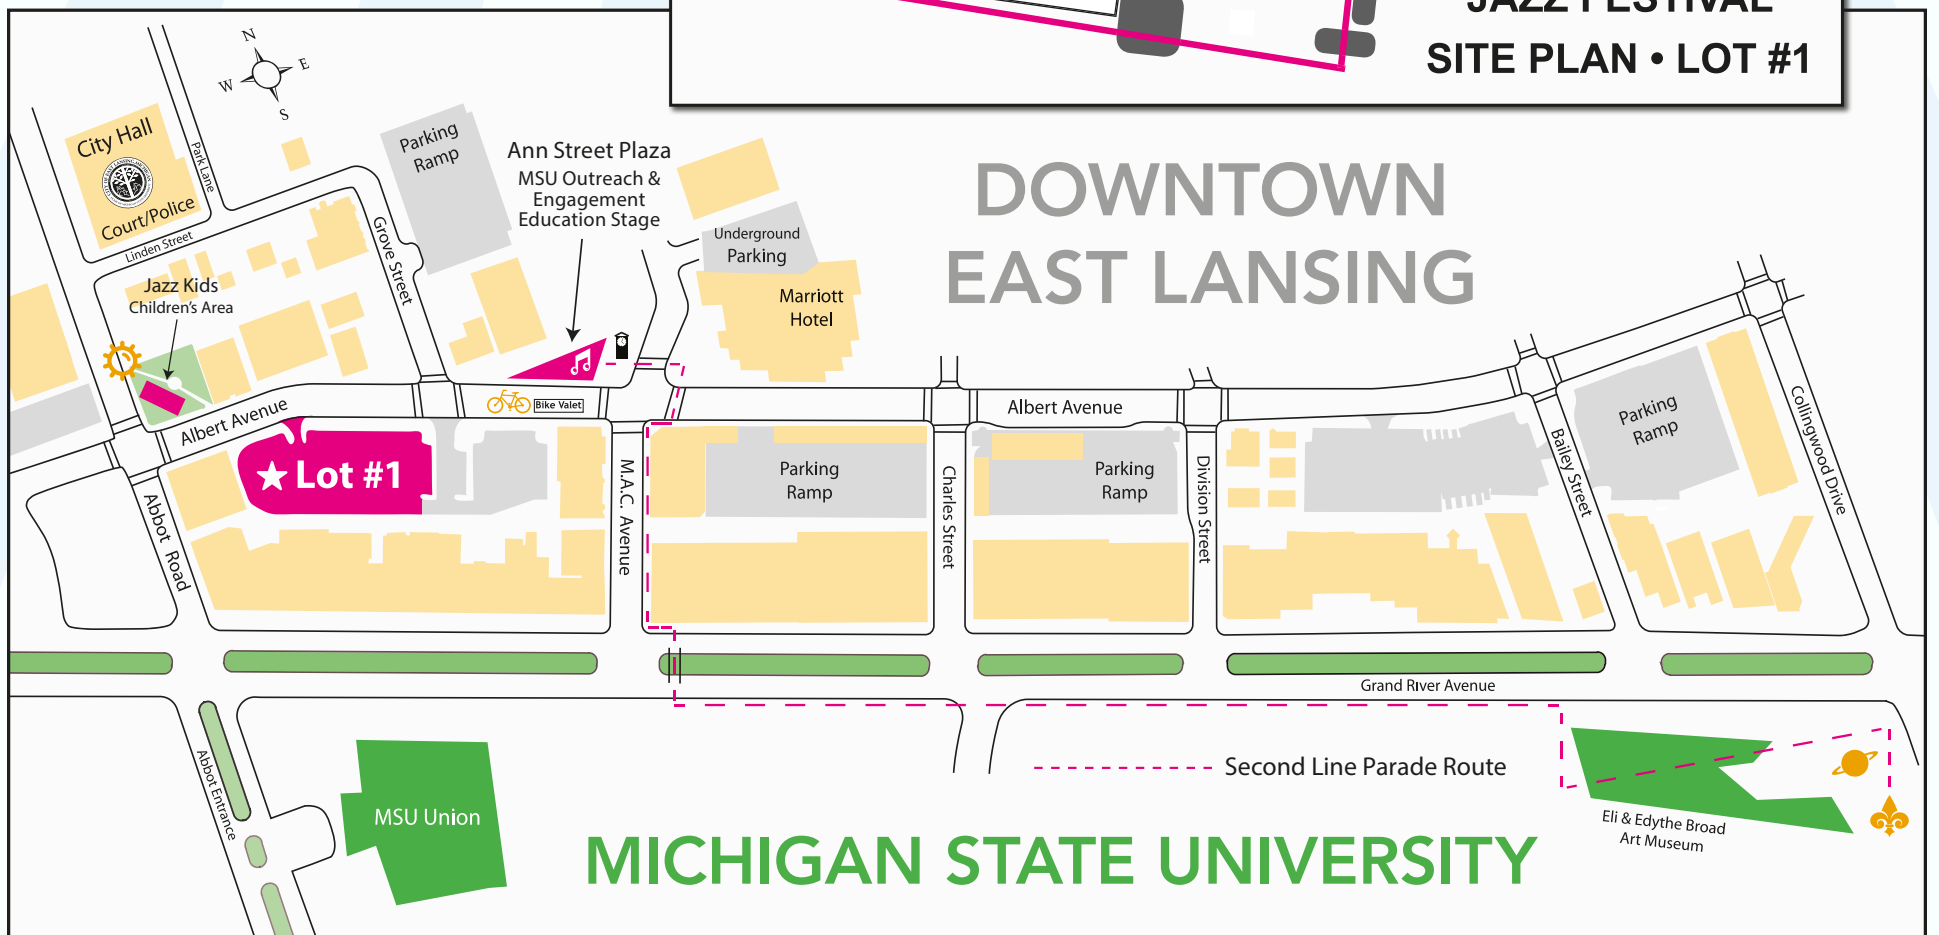 JAZZ FESTIVAL
SITE PLAN • LOT #1
N
W
E
S
City Hall
Court/Police
Park Lane
Linden Street
Parking
Ramp
Grove Street
Ann Street Plaza
MSU Outreach &
Engagement
Education Stage
Underground
Parking
Marriott
Hotel
DOWNTOWN
EAST LANSING
Jazz Kids
Children's Area
Albert Avenue
Bike Valet
Albert Avenue
Lot #1
Abbot Road
M.A.C. Avenue
Parking
Ramp
Charles Street
Parking
Ramp
Division Street
Bailey Street
Parking
Ramp
Collingwood Drive
Grand River Avenue
Abbot Entrance
MSU Union
Second Line Parade Route
Eli & Edythe Broad
Art Museum
MICHIGAN STATE UNIVERSITY